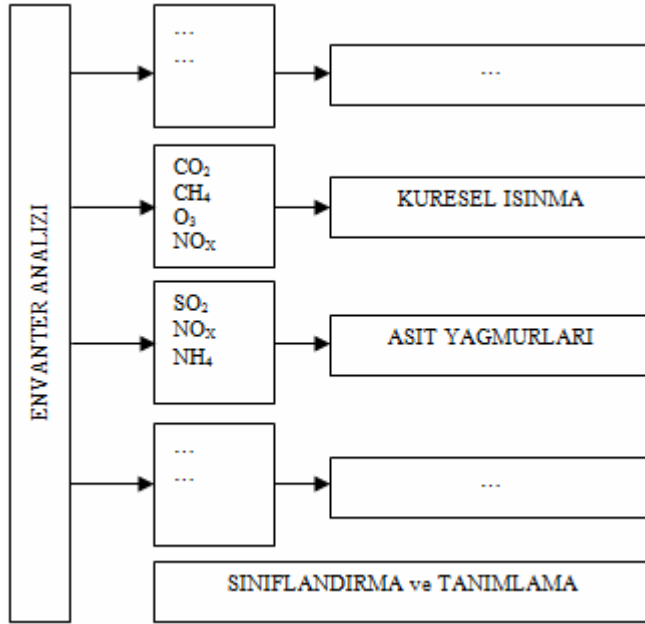 ENVANTER ANALIZI
...
...
...
CO₂
CH₄
O₃
NOX
KURESEL ISINMA
SO₂
NOX
NH₄
ASIT YAGMURLARI
...
...
...
SINIFLANDIRMA ve TANIMLAMA